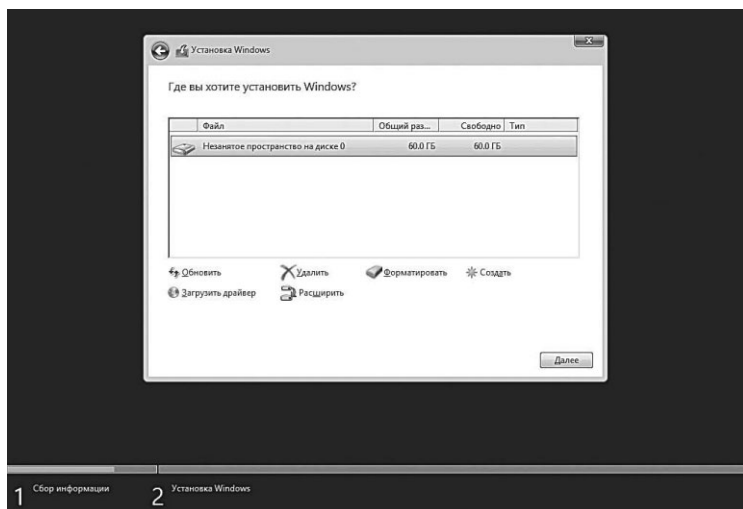 Установка Windows
Где вы хотите установить Windows?
Файл Общий раз... Свободно Тип
Незанятое пространство на диске 0 60.0 ГБ 60.0 ГБ
Обновить Удалить Форматировать Создать
Загрузить драйвер Расширить
Далее
1 Сбор информации 2 Установка Windows